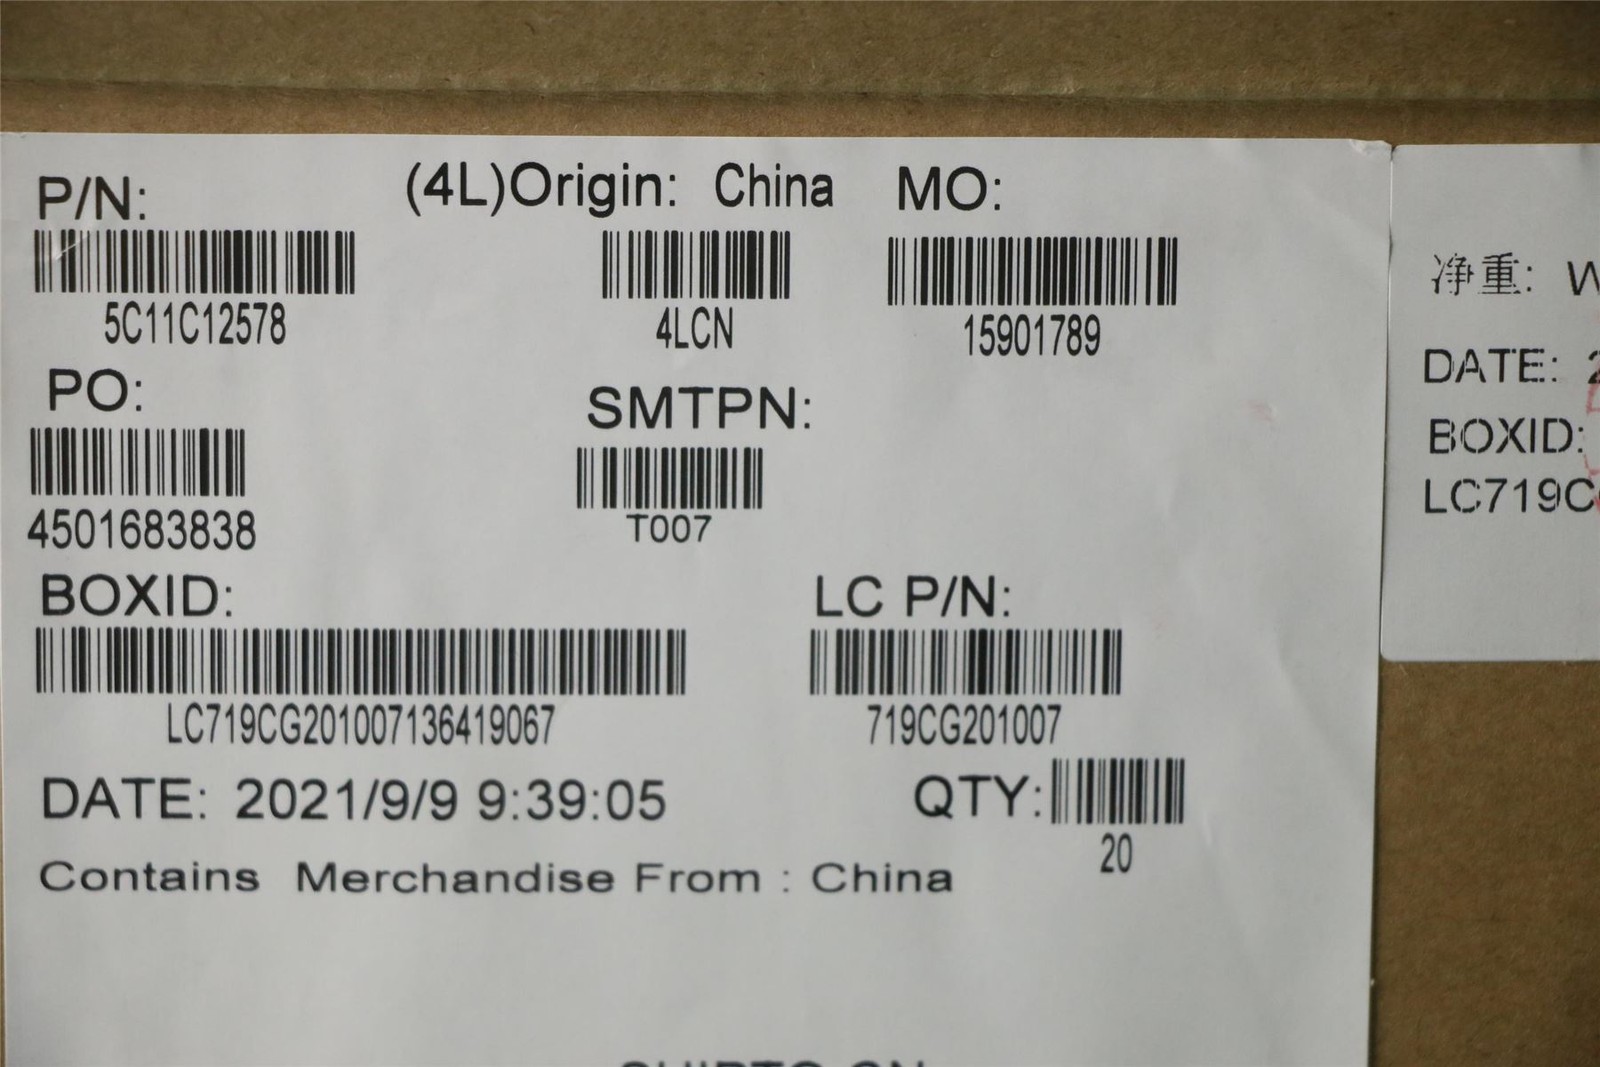 P/N:
(4L)Origin: China
MO:
5C11C12578
4LCN
15901789
PO:
SMTPN:
4501683838
T007
BOXID:
LC P/N:
LC719CG201007136419067
719CG201007
DATE: 2021/9/9 9:39:05
QTY:
20
Contains Merchandise From : China
净重:
DATE:
BOXID:
LC719C